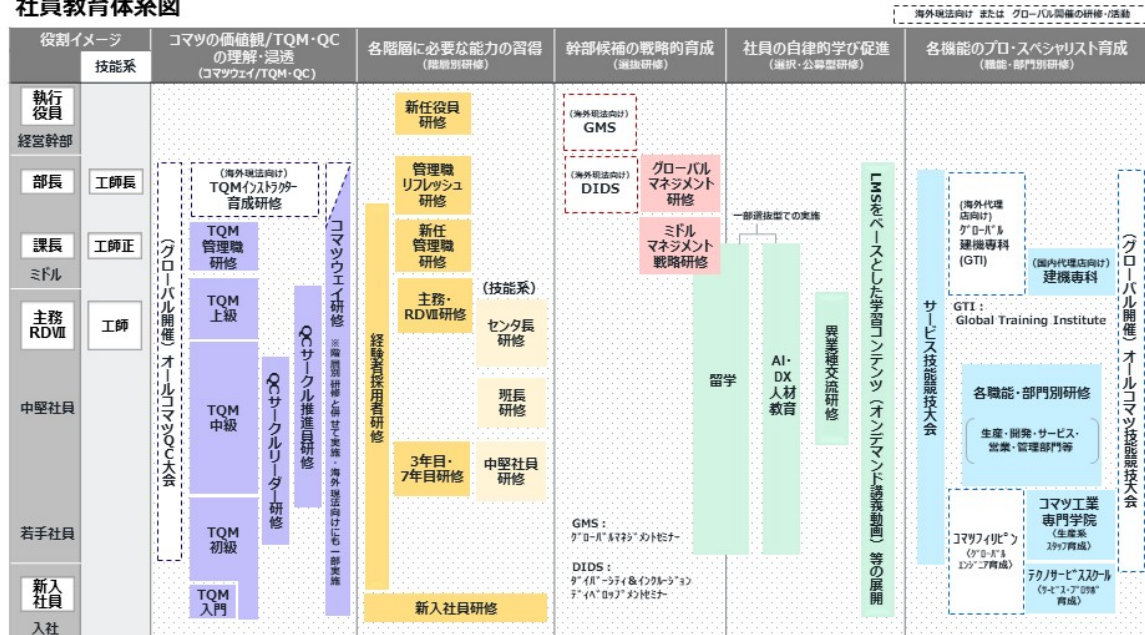 社員教育体系図
海外現法向け または グローバル開催の研修・活動
役割イメージ
技能系
コマツの価値観/TQM・QC
の理解・浸透
(コマツウェイ/TQM・QC)
各階層に必要な能力の習得
(階層別研修)
幹部候補の戦略的育成
(選抜研修)
社員の自律的学び促進
(選択・公募型研修)
各機能のプロ・スペシャリスト育成
(職能・部門別研修)
執行
役員
経営幹部
部長
工師長
課長
工師正
ミドル
主務
RDⅦ
工師
中堅社員
若手社員
新入
社員
入社
(グローバル開催) オールコマツQC大会
(海外現法向け)
TQMインストラクター
育成研修
TQM
管理職
研修
TQM
上級
TQM
中級
TQM
初級
TQM
入門
QCサークルリーダー研修
QCサークル推進員研修
コマツウェイ研修 ※階層別研修と併せて実施・海外現法向けにも一部実施
経験者採用者研修
新任役員
研修
管理職
リフレッシュ
研修
新任
管理職
研修
主務・
RDⅦ研修
(技能系)
センタ長
研修
班長
研修
3年目・
7年目研修
中堅社員
研修
新入社員研修
(海外現法向け)
GMS
(海外現法向け)
DIDS
グローバル
マネジメント
研修
ミドル
マネジメント
戦略研修
GMS:
グローバルマネジメントセミナー
DIDS:
ダイバーシティ&インクルージョン
ディベロップメントセミナー
一部選抜型での実施
留学
AI・
DX
人材
教育
異業種交流研修
LMSをベースとした学習コンテンツ(オンデマンド講義動画)等の展開
サービス技能競技大会
(海外代理
店向け)
グローバル
建機専科
(GTI)
(国内代理店向け)
建機専科
GTI:
Global Training Institute
各職能・部門別研修
生産・開発・サービス・
営業・管理部門等
コマツフィリピン
(グローバル
エンジニア育成)
コマツ工業
専門学院
(生産系
スタッフ育成)
テクノサービススクール
(サービス・プロサポ
育成)
(グローバル開催) オールコマツ技能競技大会